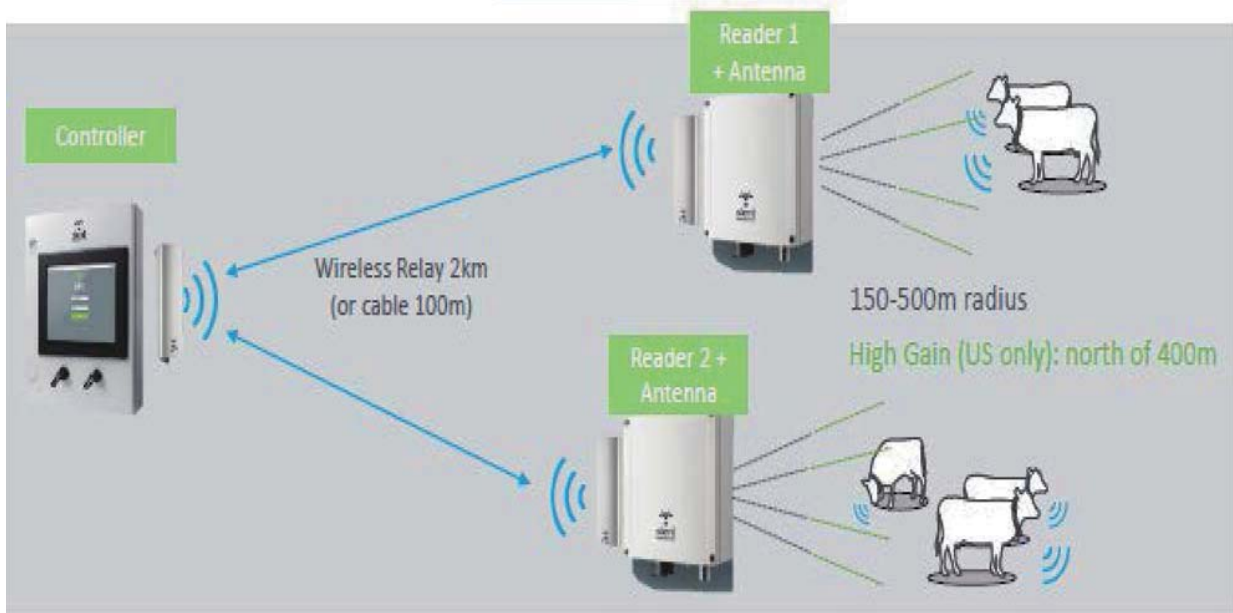 Reader 1
+ Antenna
Controller
Wireless Relay 2km
(or cable 100m)
150-500m radius
High Gain (US only): north of 400m
Reader 2 +
Antenna